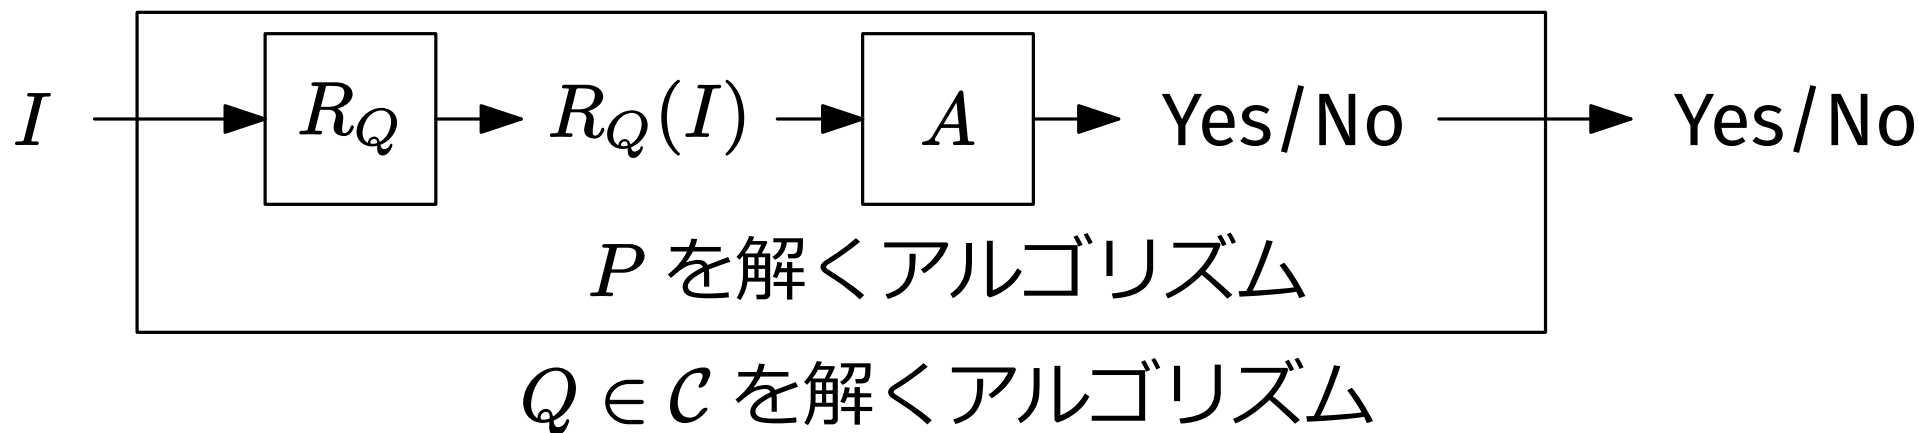 I R_Q R_Q(I) A Yes/No Yes/No
P を解くアルゴリズム
Q ∈ 𝒞 を解くアルゴリズム